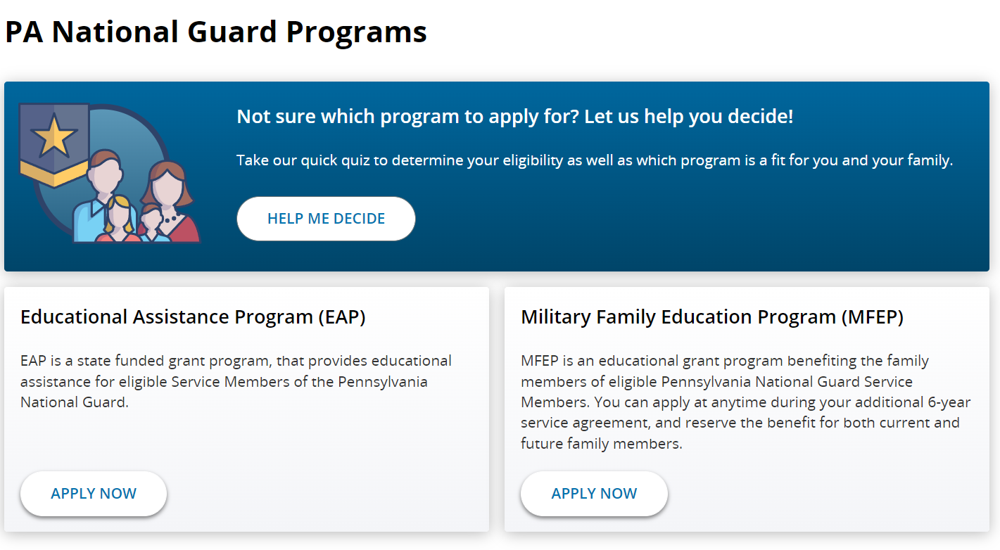 PA National Guard Programs
Not sure which program to apply for? Let us help you decide!
Take our quick quiz to determine your eligibility as well as which program is a fit for you and your family.
HELP ME DECIDE
Educational Assistance Program (EAP)
EAP is a state funded grant program, that provides educational
assistance for eligible Service Members of the Pennsylvania
National Guard.
APPLY NOW
Military Family Education Program (MFEP)
MFEP is an educational grant program benefiting the family
members of eligible Pennsylvania National Guard Service
Members. You can apply at anytime during your additional 6-year
service agreement, and reserve the benefit for both current and
future family members.
APPLY NOW